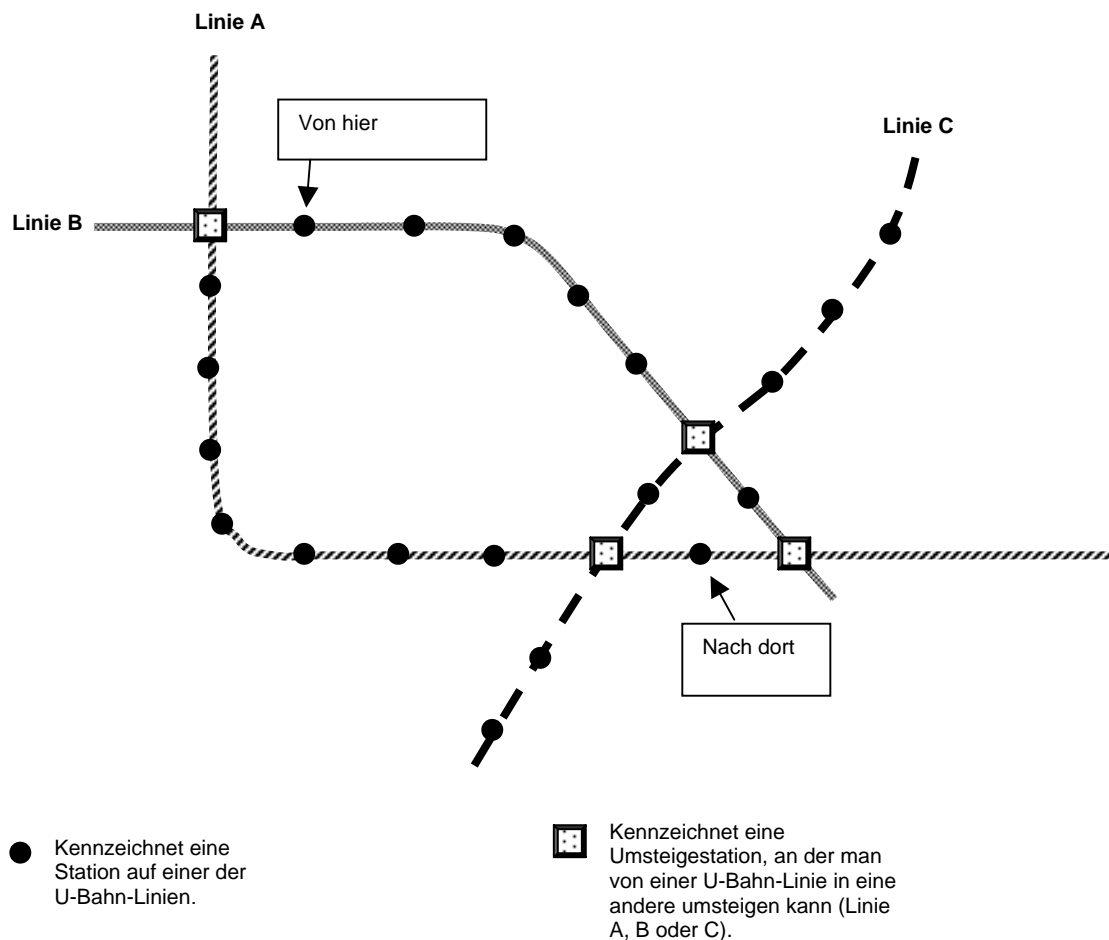 Linie A
Von hier
Linie C
Linie B
Nach dort
Kennzeichnet eine
Station auf einer der
U-Bahn-Linien.
Kennzeichnet eine
Umsteigestation, an der man
von einer U-Bahn-Linie in eine
andere umsteigen kann (Linie
A, B oder C).